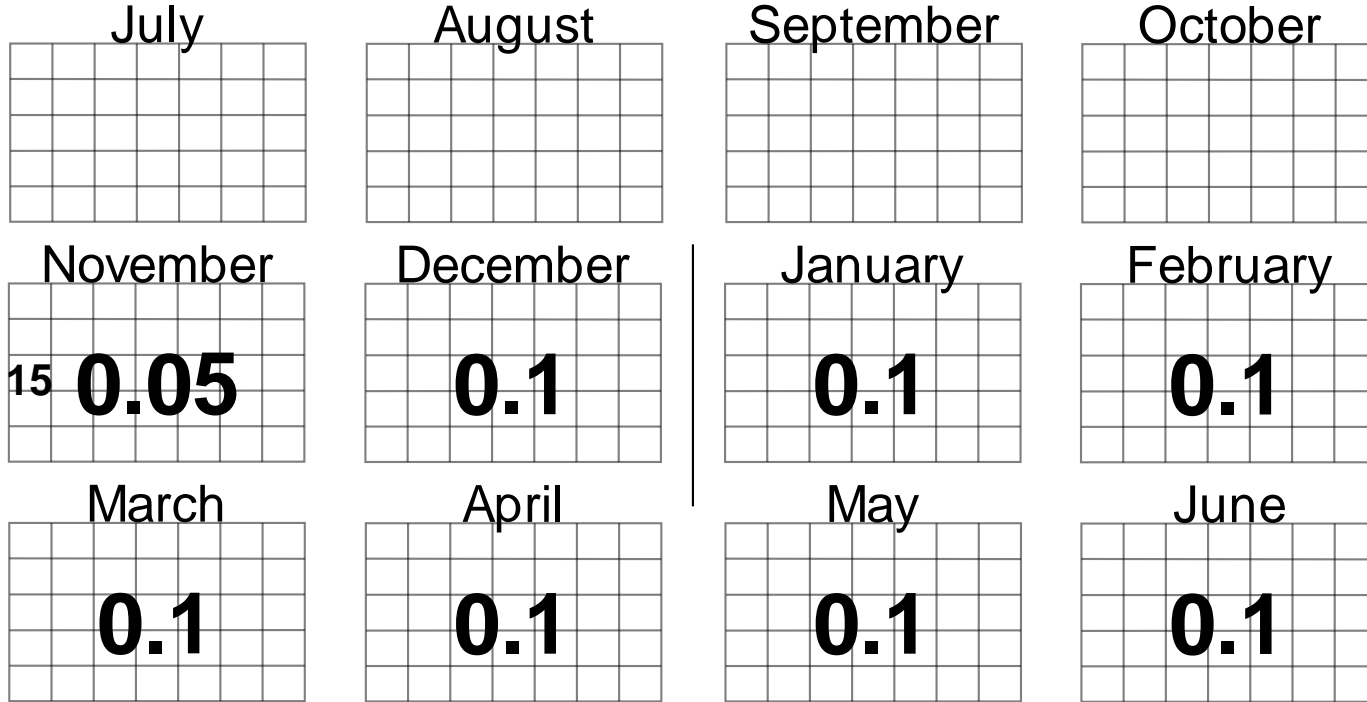 July August September October
November December January February
15 0.05 0.1 0.1 0.1
March April May June
0.1 0.1 0.1 0.1